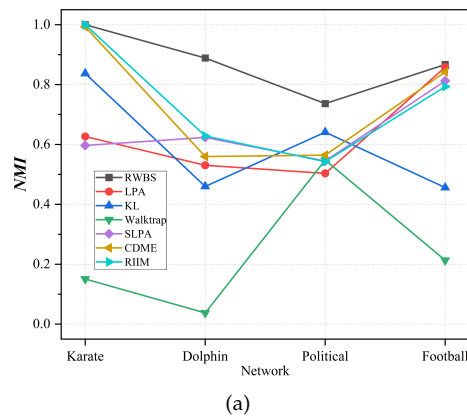 1.0
0.8
0.6
0.4
0.2
0.0
NMI
RWBS
LPA
KL
Walktrap
SLPA
CDME
RIIM
Karate Dolphin Political Football
Network
(a)